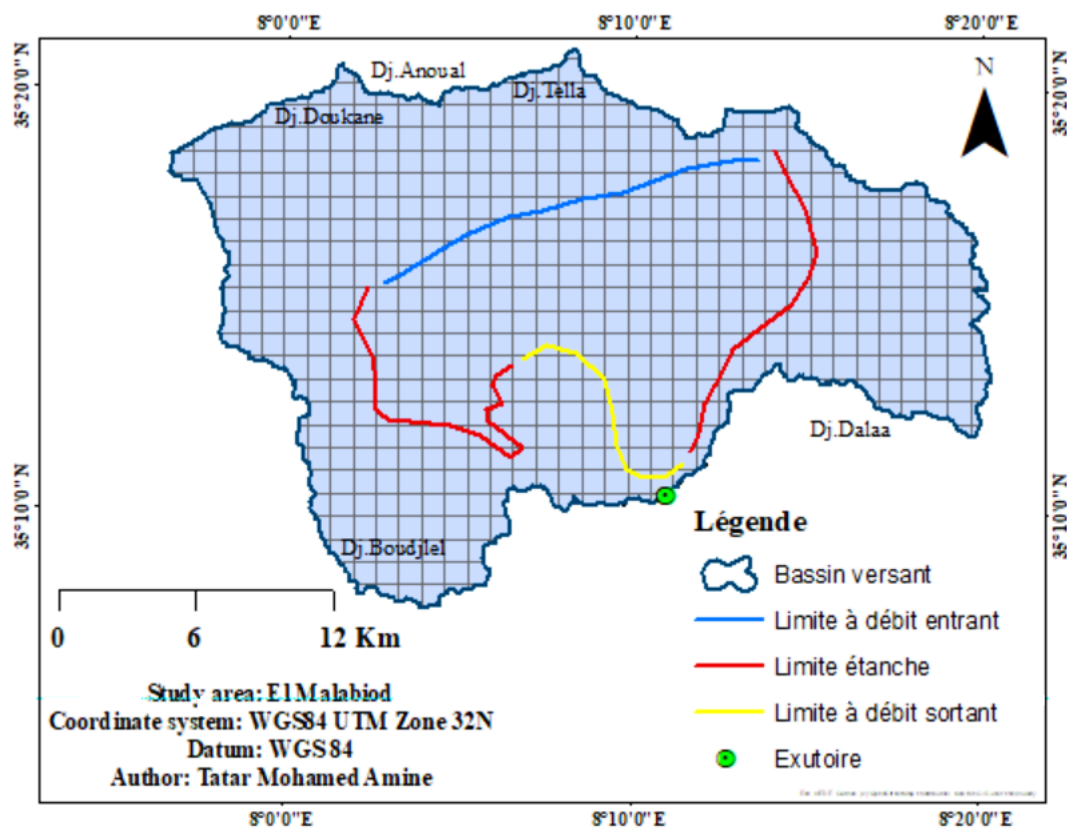 8°0'0"E 8°10'0"E 8°20'0"E
35°20'0"N
35°20'0"N
N
Dj.Anoual
Dj.Tella
Dj.Doukane
Dj.Dalaa
35°10'0"N
35°10'0"N
Dj.Boudjlel
Légende
Bassin versant
Limite à débit entrant
Limite étanche
Limite à débit sortant
Exutoire
0 6 12 Km
Study area: El Malabiod
Coordinate system: WGS84 UTM Zone 32N
Datum: WGS 84
Author: Tatar Mohamed Amine
8°0'0"E 8°10'0"E 8°20'0"E